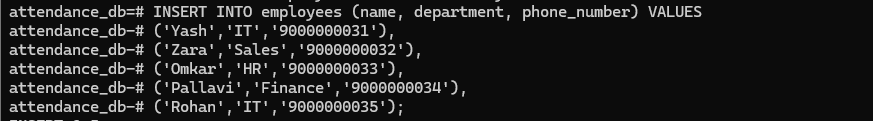 attendance_db=# INSERT INTO employees (name, department, phone_number) VALUES
attendance_db-# ('Yash','IT','9000000031'),
attendance_db-# ('Zara','Sales','9000000032'),
attendance_db-# ('Omkar','HR','9000000033'),
attendance_db-# ('Pallavi','Finance','9000000034'),
attendance_db-# ('Rohan','IT','9000000035');